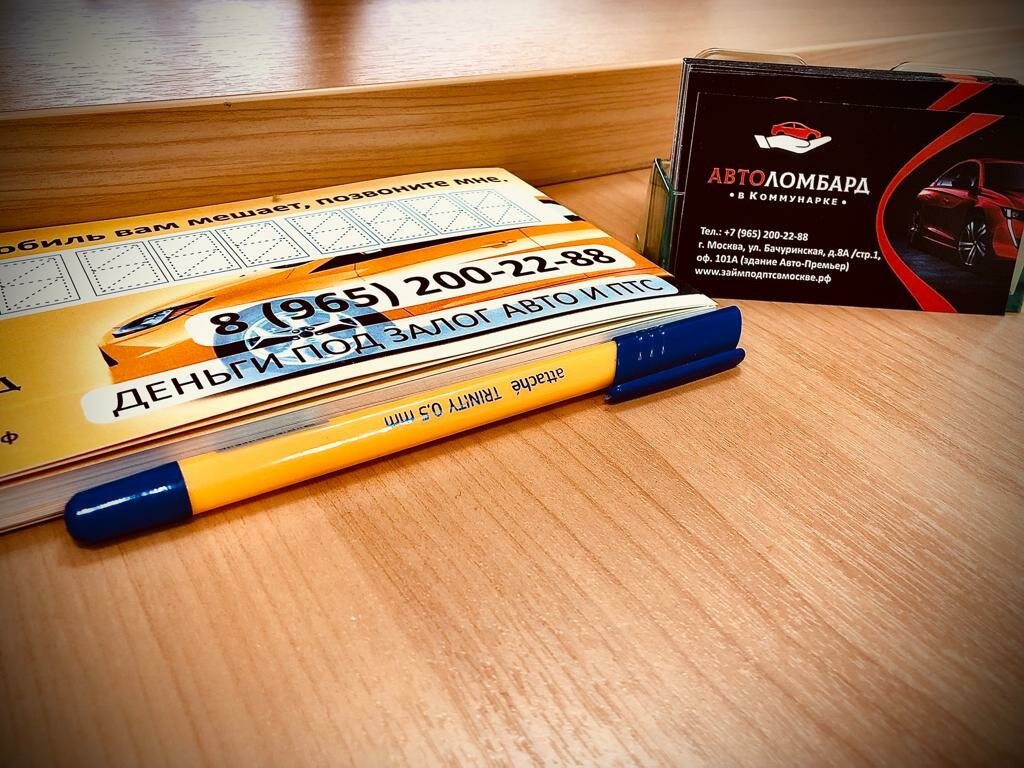 обиль вам мешает, позвоните мне.
8 (965) 200-22-88
ДЕНЬГИ ПОД ЗАЛОГ АВТО И ПТС
attaché TRINITY 0.5 mm
АВТОЛОМБАРД
• В КОММУНАРКЕ •
Тел.: +7 (965) 200-22-88
г. Москва, ул. Бачуринская, д.8А /стр.1,
оф. 101А (здание Авто-Премьер)
www.займподптсвмоскве.рф